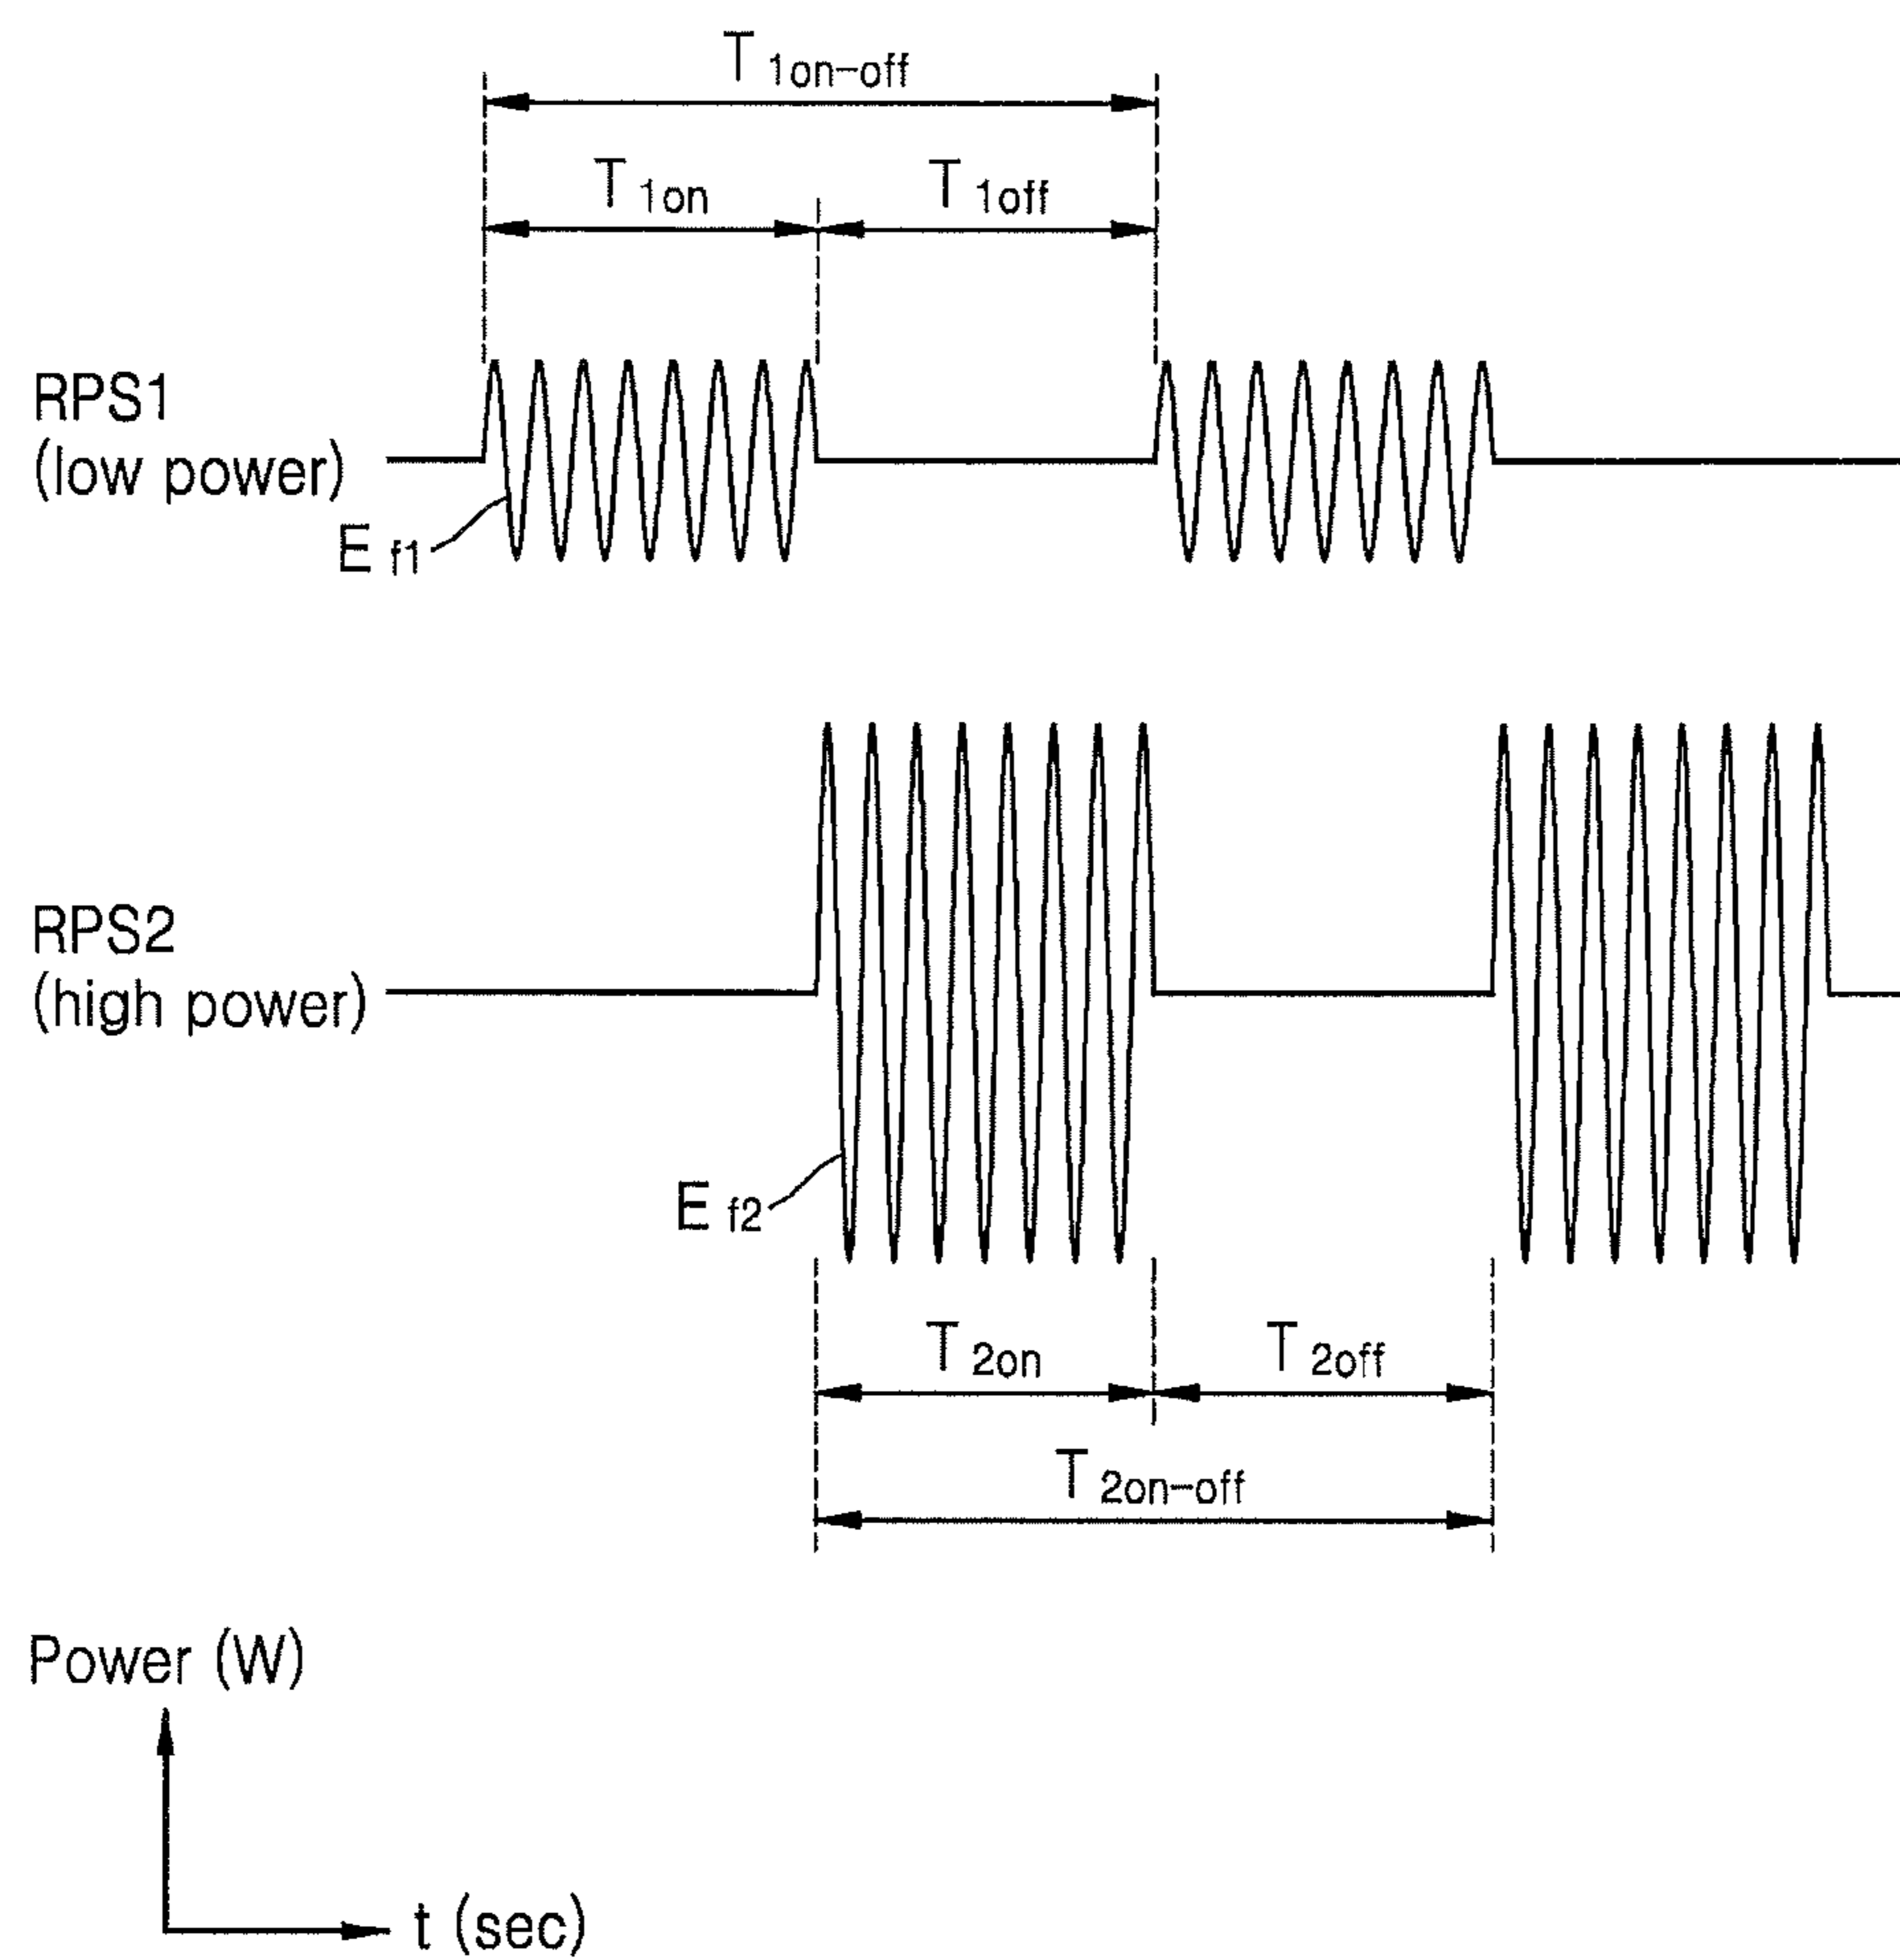 T 1on-off
T 1on
T 1off
RPS1
(low power)
E f1
RPS2
(high power)
E f2
T 2on
T 2off
T 2on-off
Power (W)
t (sec)